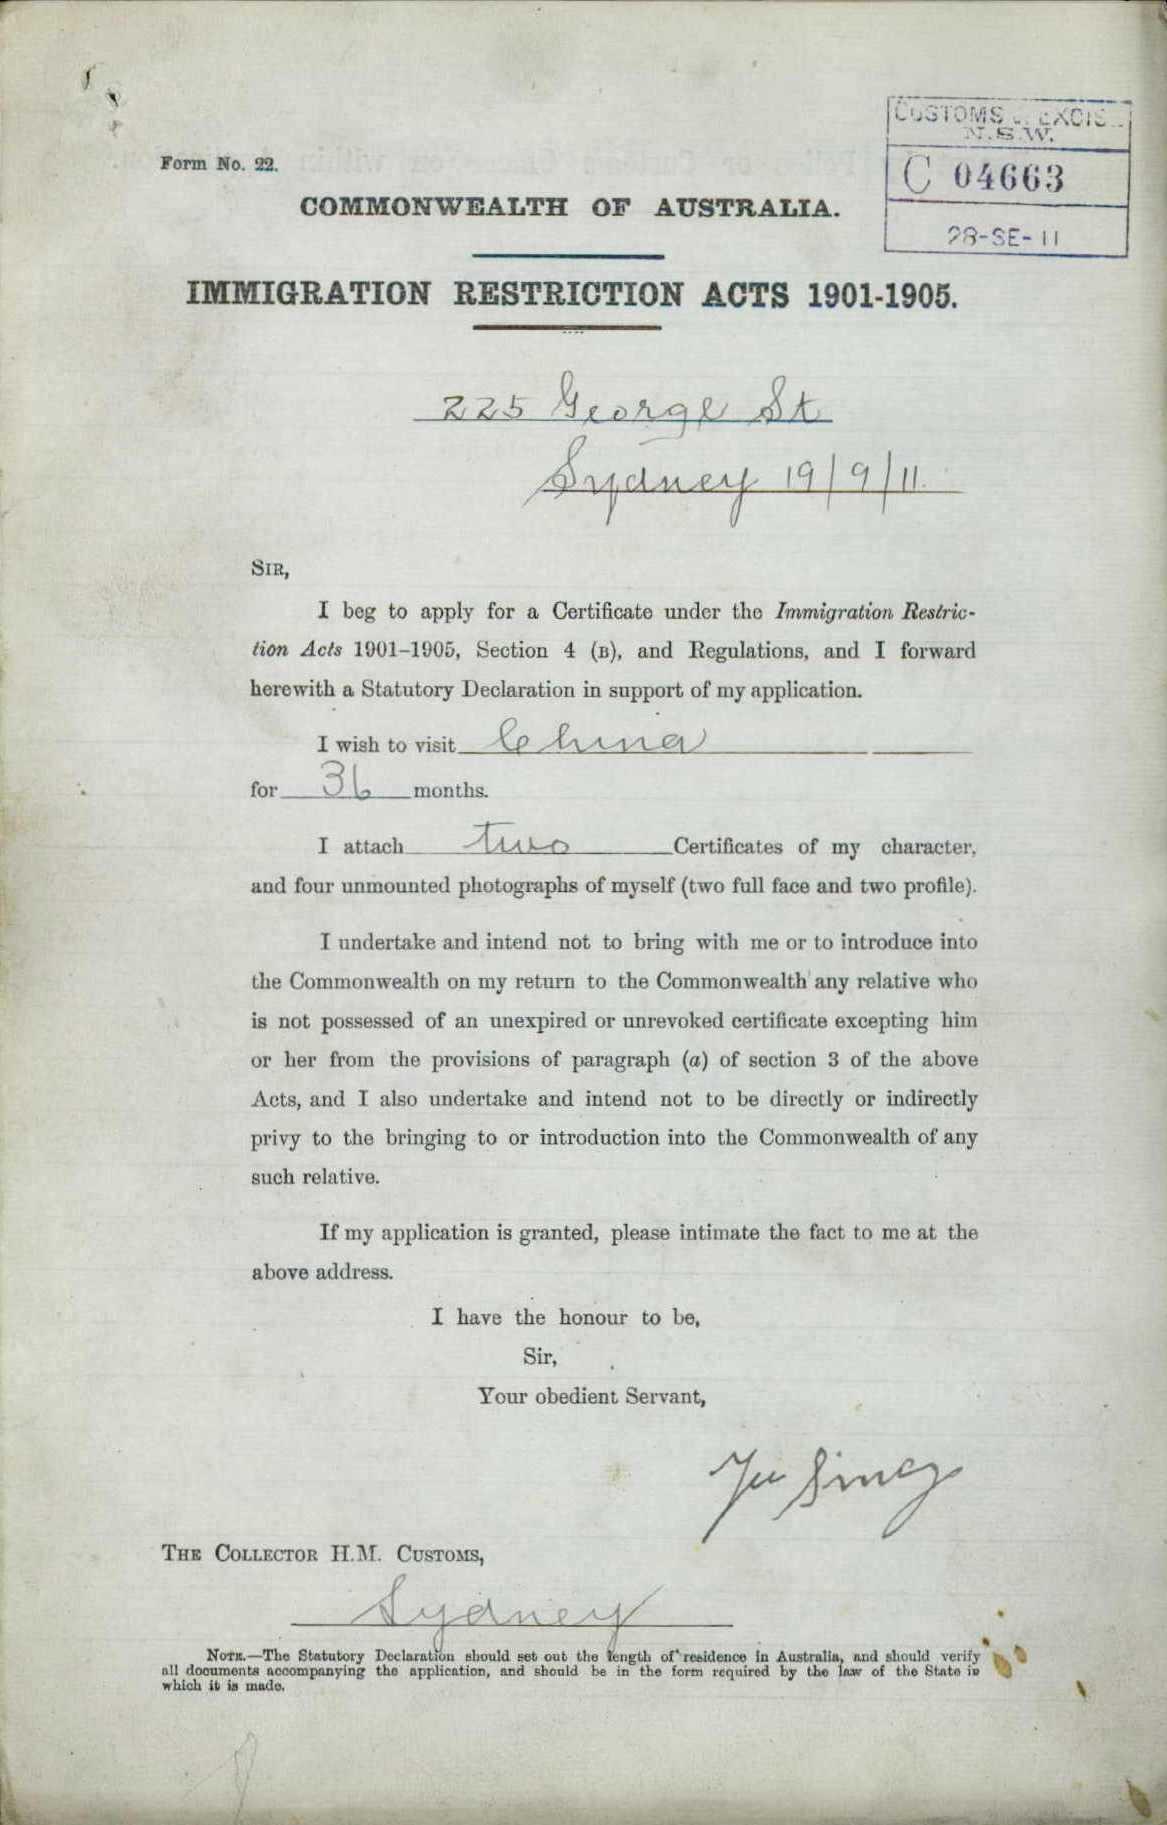 CUSTOMS & EXCISE
N.S.W.
C 04663
28-SE-11
Form No. 22.
COMMONWEALTH OF AUSTRALIA.
IMMIGRATION RESTRICTION ACTS 1901-1905.
225 George St
Sydney 19/9/11.
SIR,
I beg to apply for a Certificate under the Immigration Restric-
tion Acts 1901–1905, Section 4 (B), and Regulations, and I forward
herewith a Statutory Declaration in support of my application.
I wish to visit China
for 36 months.
I attach two Certificates of my character,
and four unmounted photographs of myself (two full face and two profile).
I undertake and intend not to bring with me or to introduce into
the Commonwealth on my return to the Commonwealth any relative who
is not possessed of an unexpired or unrevoked certificate excepting him
or her from the provisions of paragraph (a) of section 3 of the above
Acts, and I also undertake and intend not to be directly or indirectly
privy to the bringing to or introduction into the Commonwealth of any
such relative.
If my application is granted, please intimate the fact to me at the
above address.
I have the honour to be,
Sir,
Your obedient Servant,
Yu Sing
THE COLLECTOR H.M. CUSTOMS,
Sydney
NOTE.—The Statutory Declaration should set out the length of residence in Australia, and should verify
all documents accompanying the application, and should be in the form required by the law of the State in
which it is made.